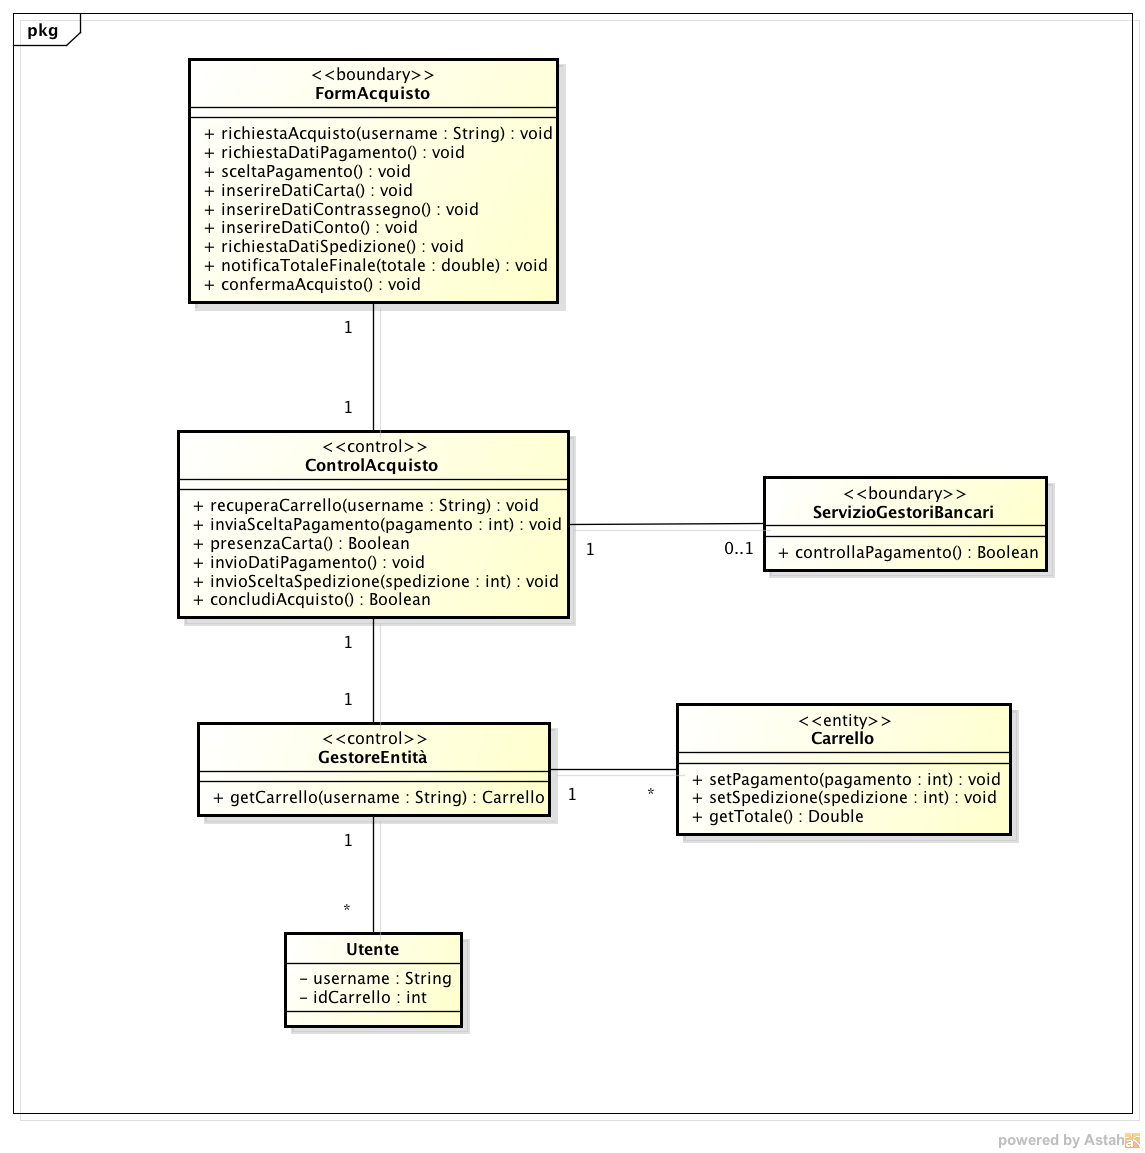 pkg
<<boundary>>
FormAcquisto
+ richiestaAcquisto(username : String) : void
+ richiestaDatiPagamento() : void
+ sceltaPagamento() : void
+ inserireDatiCarta() : void
+ inserireDatiContrassegno() : void
+ inserireDatiConto() : void
+ richiestaDatiSpedizione() : void
+ notificaTotaleFinale(totale : double) : void
+ confermaAcquisto() : void
1
1
<<control>>
ControlAcquisto
+ recuperaCarrello(username : String) : void
+ inviaSceltaPagamento(pagamento : int) : void
+ presenzaCarta() : Boolean
+ invioDatiPagamento() : void
+ invioSceltaSpedizione(spedizione : int) : void
+ concludiAcquisto() : Boolean
1
0..1
<<boundary>>
ServizioGestoriBancari
+ controllaPagamento() : Boolean
1
1
<<control>>
GestoreEntità
+ getCarrello(username : String) : Carrello
1
*
<<entity>>
Carrello
+ setPagamento(pagamento : int) : void
+ setSpedizione(spedizione : int) : void
+ getTotale() : Double
1
*
Utente
- username : String
- idCarrello : int
powered by Astah